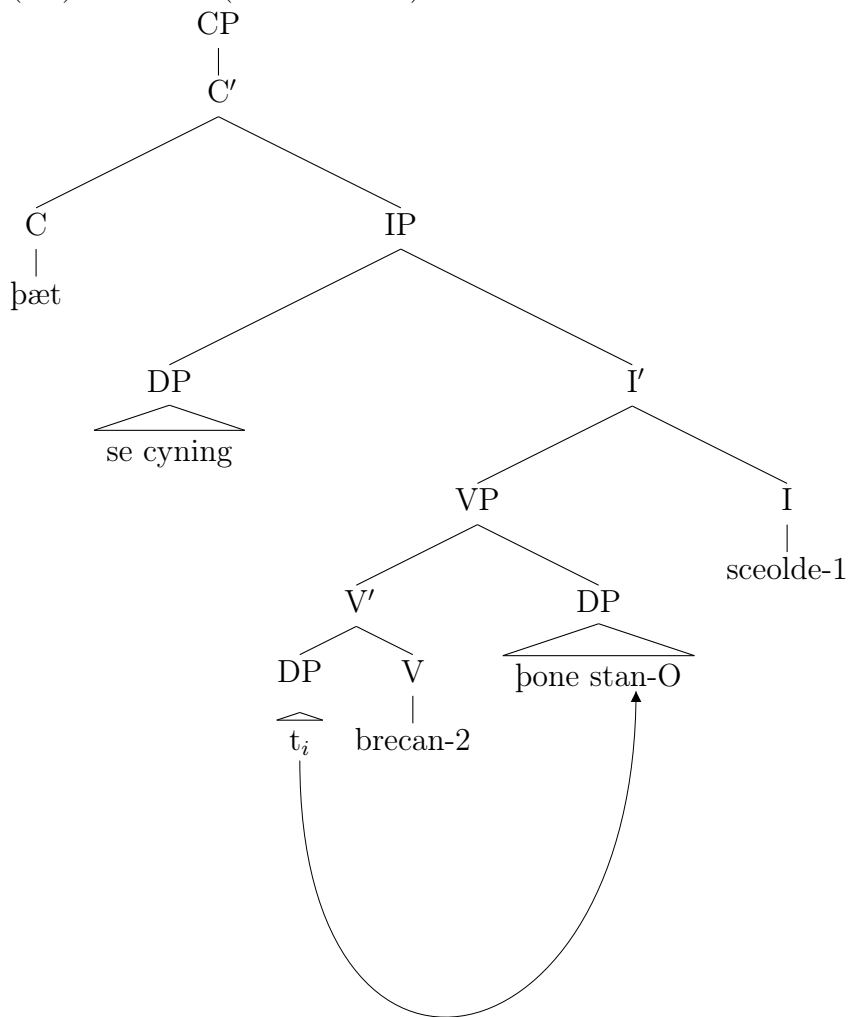 CP
C′
C IP
þæt
DP I′
se cyning
VP I
sceolde-1
V′ DP
DP V þone stan-O
t_i brecan-2